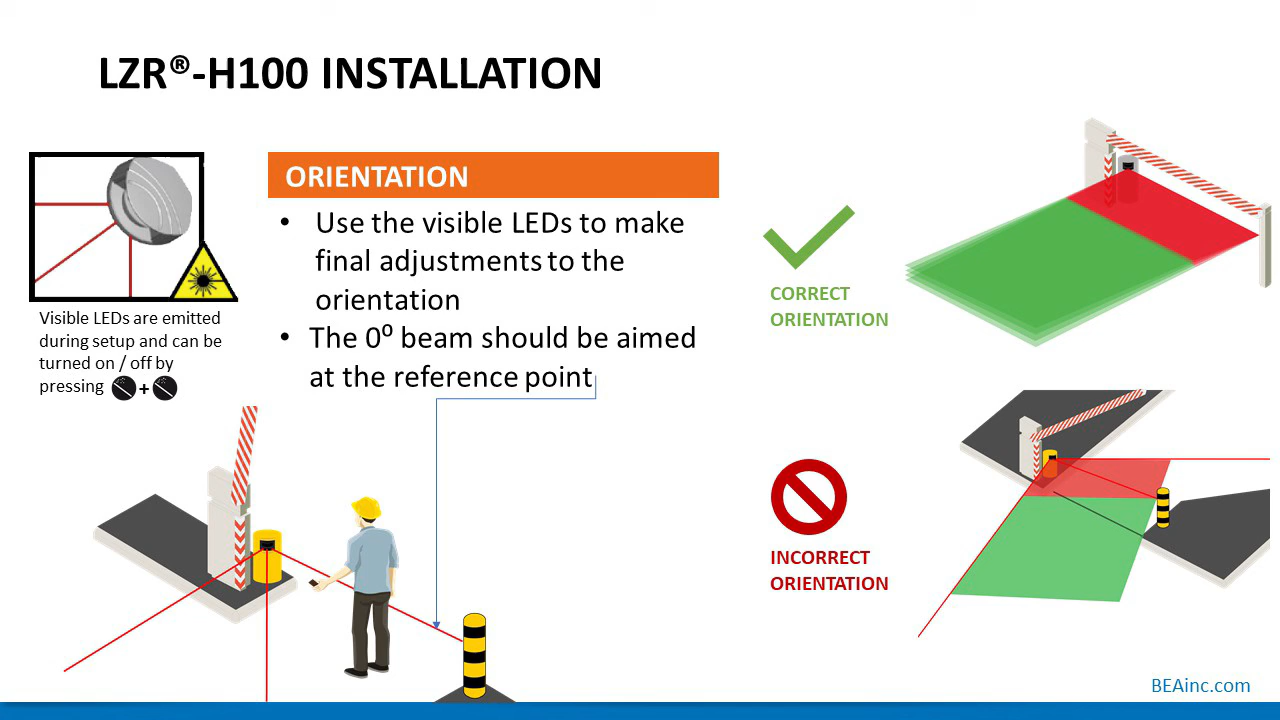 LZR®-H100 INSTALLATION
ORIENTATION
• Use the visible LEDs to make
final adjustments to the
orientation
• The 0⁰ beam should be aimed
at the reference point
Visible LEDs are emitted
during setup and can be
turned on / off by
pressing +
CORRECT
ORIENTATION
INCORRECT
ORIENTATION
BEAinc.com